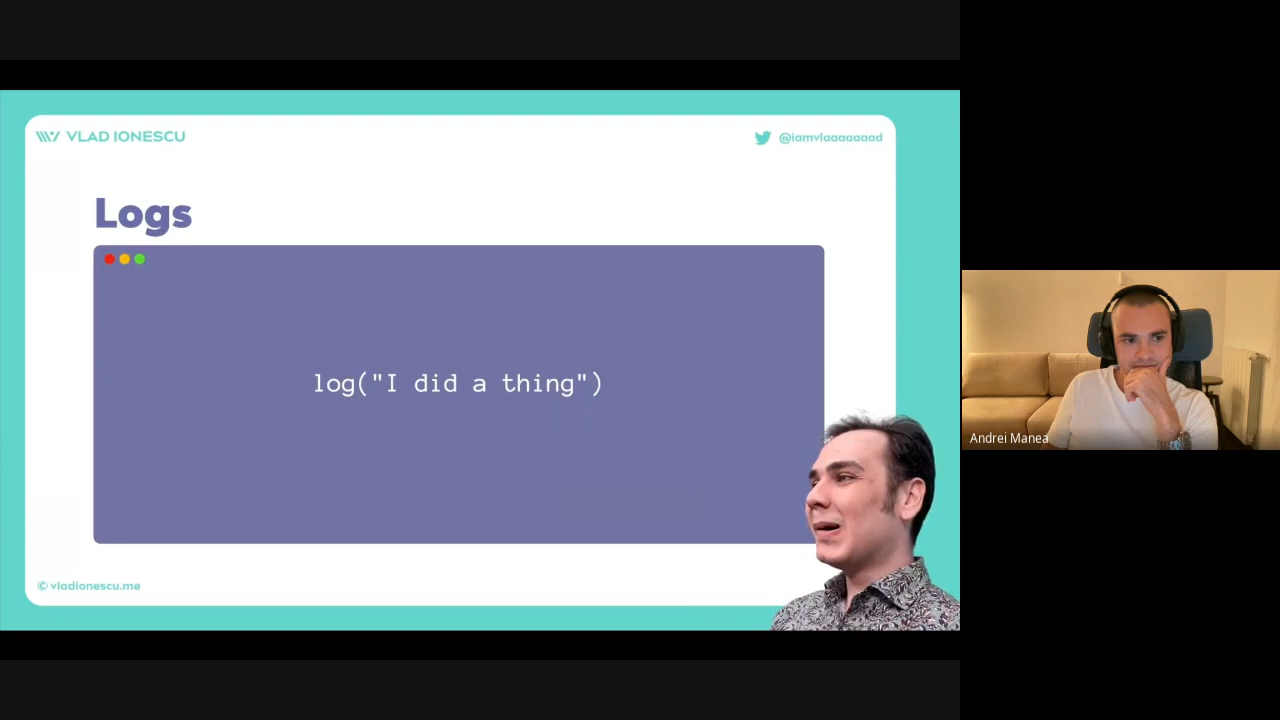 VLAD IONESCU
@iamvlaaaaaaad
Logs
log("I did a thing")
Andrei Manea
© vladionescu.me